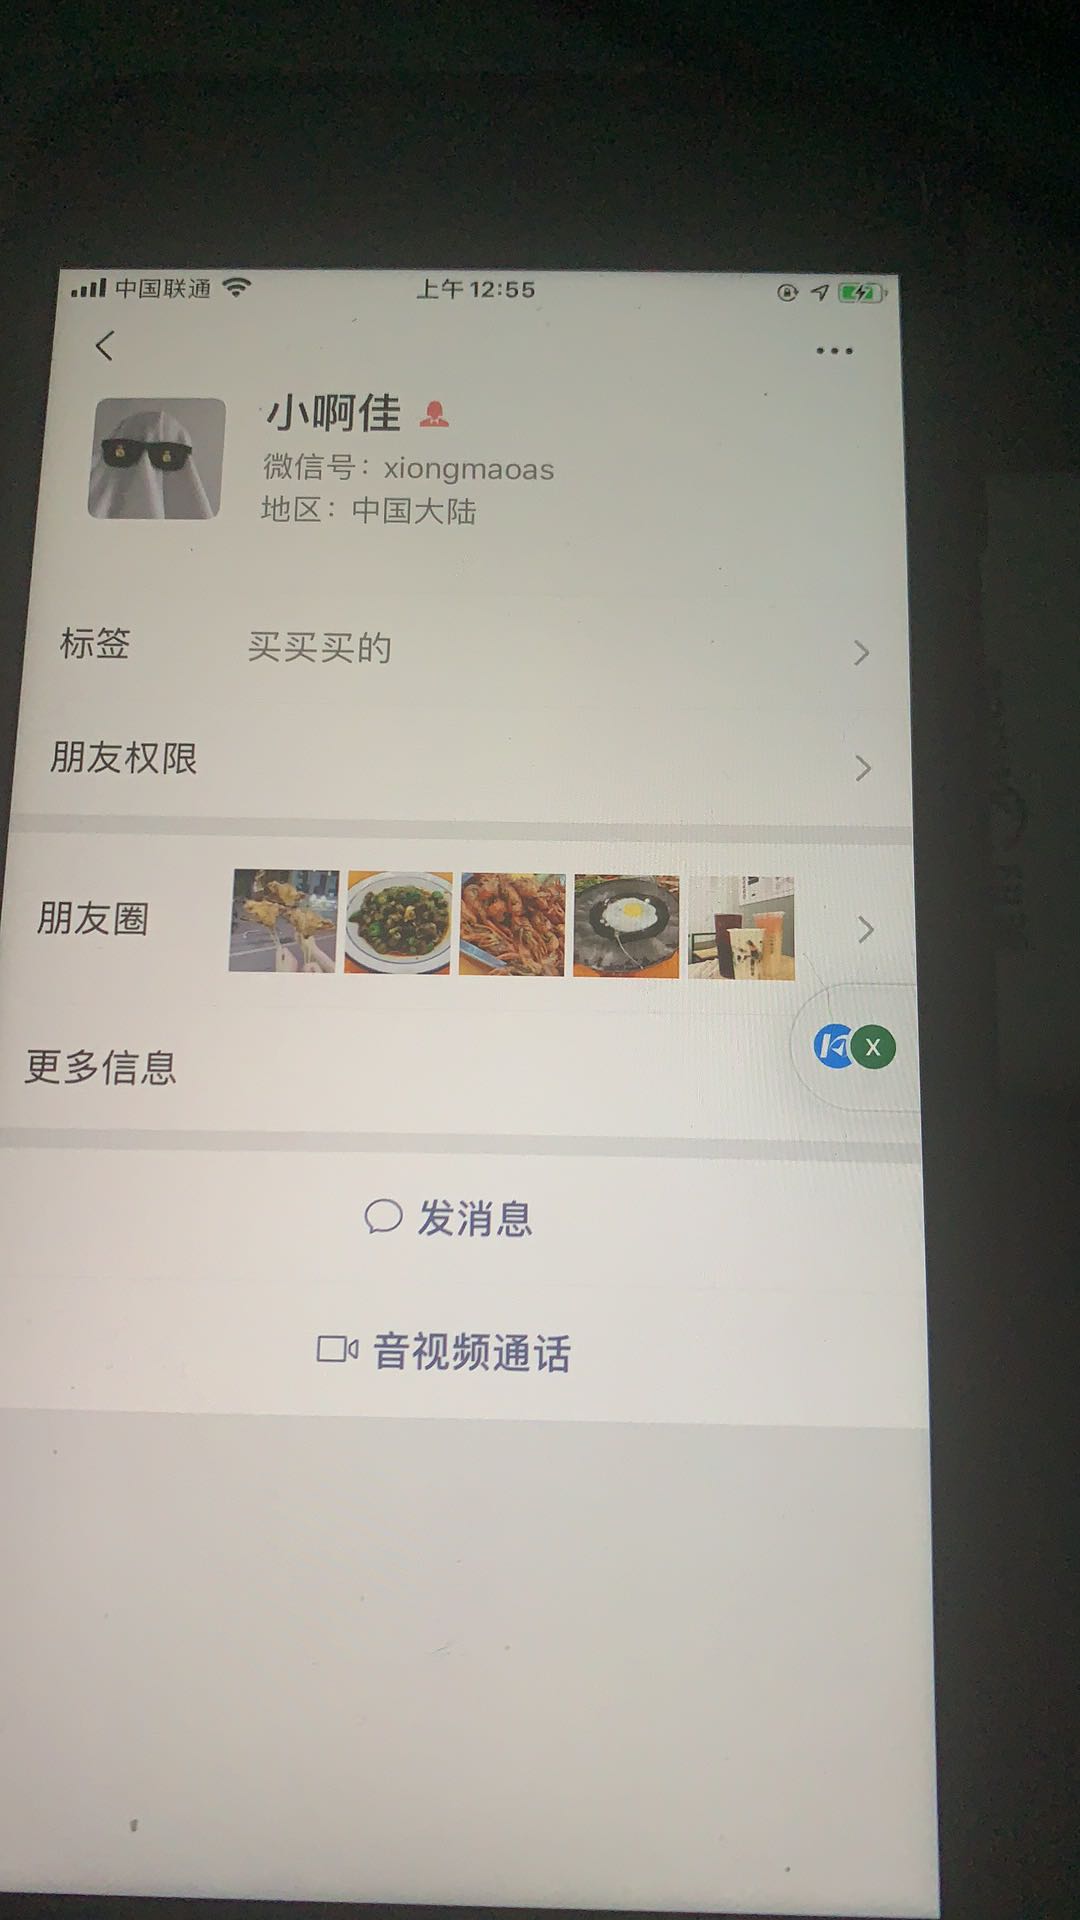 中国联通
上午12:55
小啊佳
微信号：xiongmaoas
地区：中国大陆
标签 买买买的
朋友权限
朋友圈
X
更多信息
发消息
音视频通话